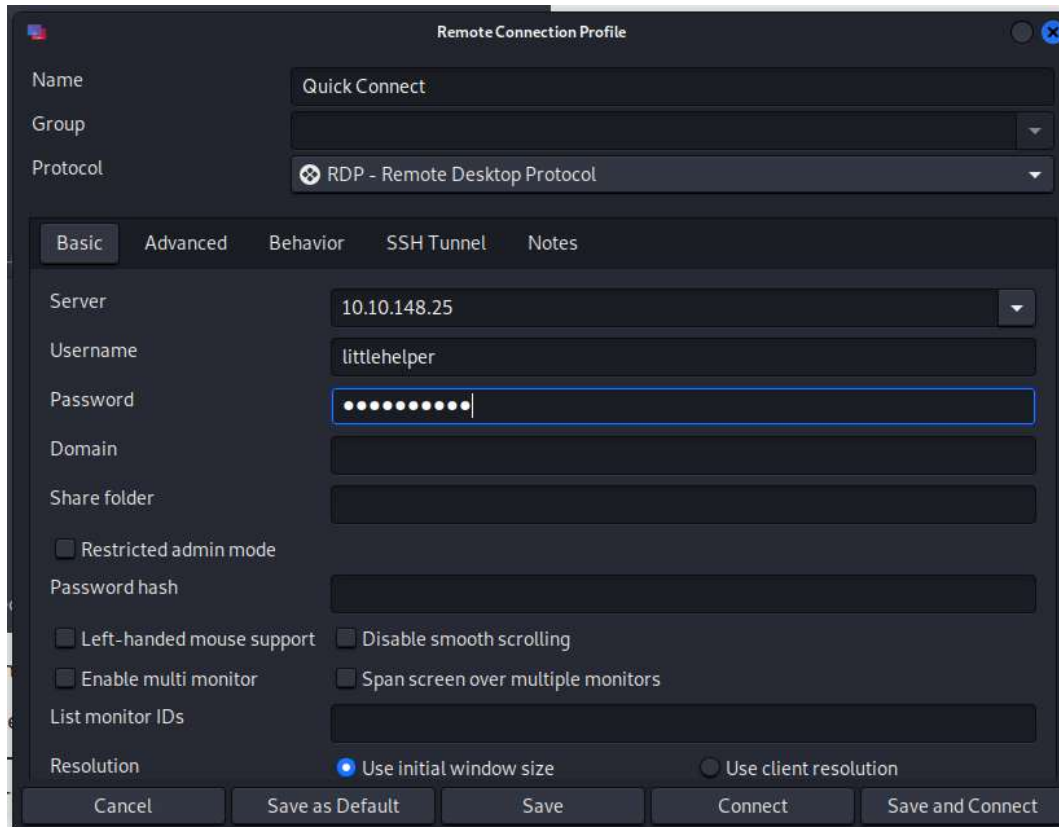 Remote Connection Profile
Name Quick Connect
Group
Protocol RDP - Remote Desktop Protocol
Basic Advanced Behavior SSH Tunnel Notes
Server 10.10.148.25
Username littlehelper
Password ●●●●●●●●●●
Domain
Share folder
Restricted admin mode
Password hash
Left-handed mouse support Disable smooth scrolling
Enable multi monitor Span screen over multiple monitors
List monitor IDs
Resolution Use initial window size Use client resolution
Cancel Save as Default Save Connect Save and Connect